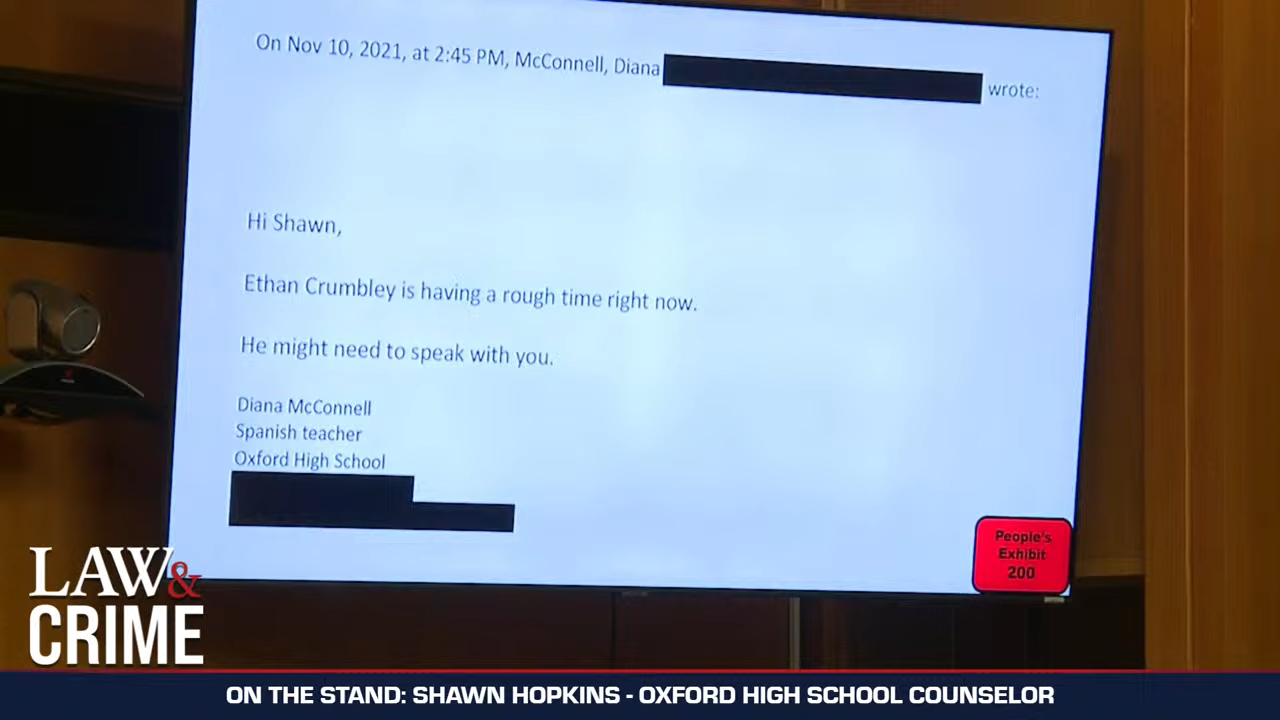 On Nov 10, 2021, at 2:45 PM, McConnell, Diana wrote:
Hi Shawn,
Ethan Crumbley is having a rough time right now.
He might need to speak with you.
Diana McConnell
Spanish teacher
Oxford High School
People's
Exhibit
200
LAW&
CRIME
ON THE STAND: SHAWN HOPKINS - OXFORD HIGH SCHOOL COUNSELOR